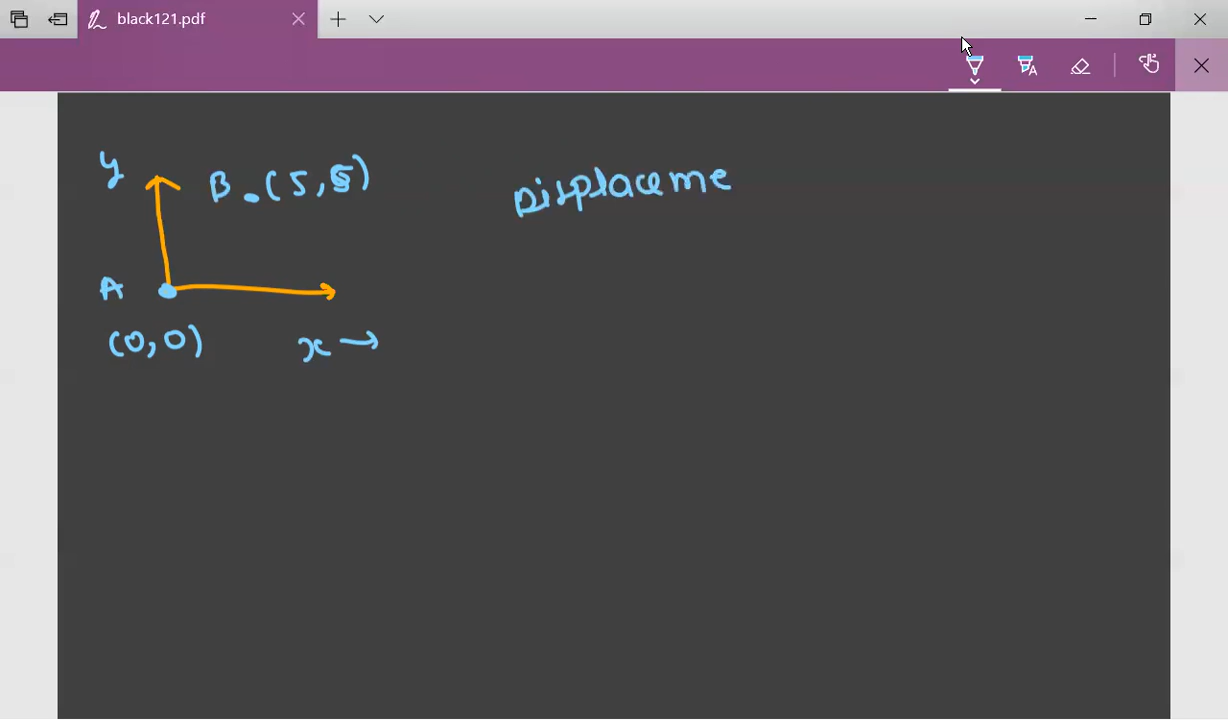 black121.pdf
y
B .(5,5)
Displaceme
A
(0,0)
x →